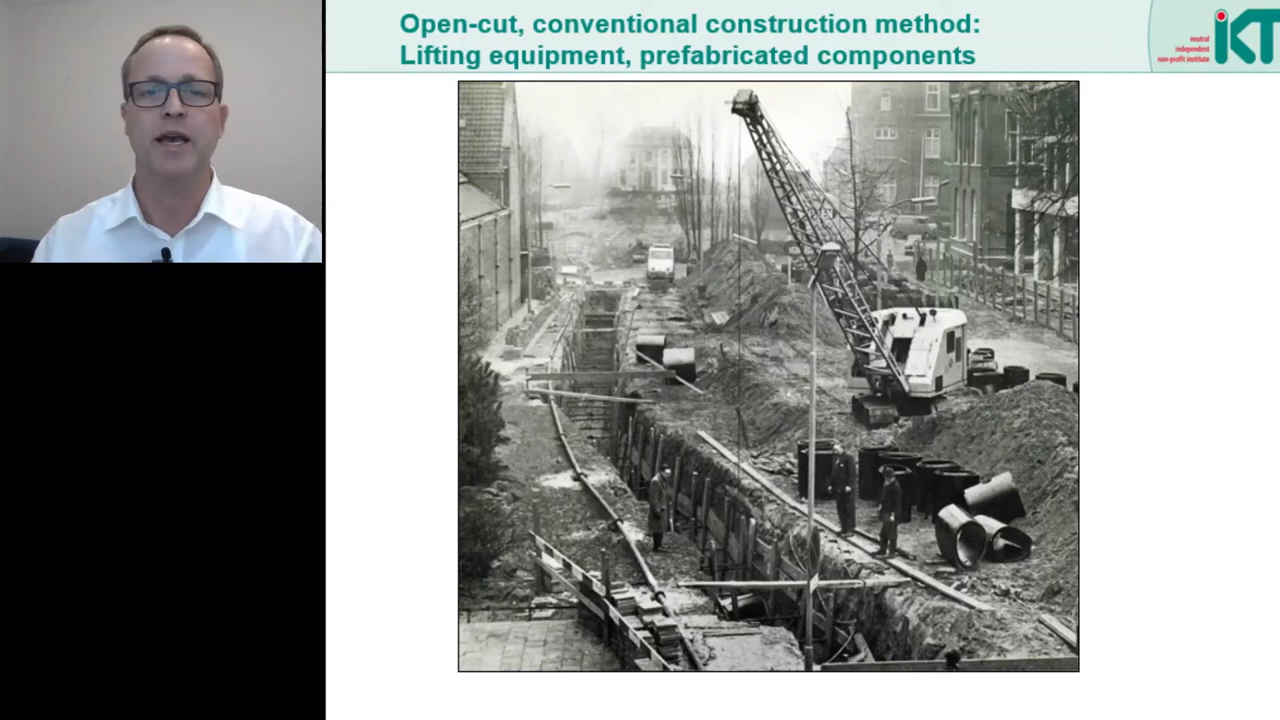 Open-cut, conventional construction method:
Lifting equipment, prefabricated components
neutral
independent
non-profit institute
iKT